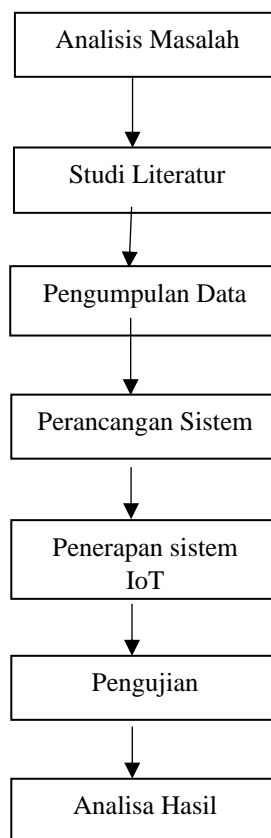 Analisis Masalah
Studi Literatur
Pengumpulan Data
Perancangan Sistem
Penerapan sistem
IoT
Pengujian
Analisa Hasil